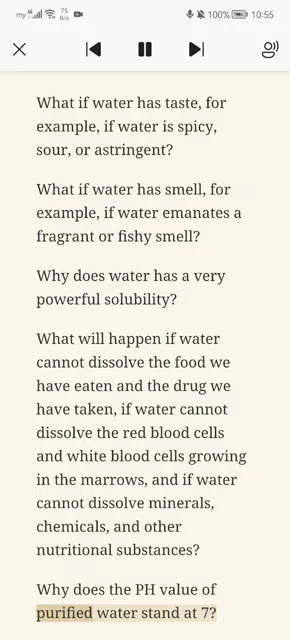 my 4G 75 B/s 100% 10:55
What if water has taste, for
example, if water is spicy,
sour, or astringent?
What if water has smell, for
example, if water emanates a
fragrant or fishy smell?
Why does water have a very
powerful solubility?
What will happen if water
cannot dissolve the food we
have eaten and the drug we
have taken, if water cannot
dissolve the red blood cells
and white blood cells growing
in the marrows, and if water
cannot dissolve minerals,
chemicals, and other
nutritional substances?
Why does the PH value of
purified water stand at 7?